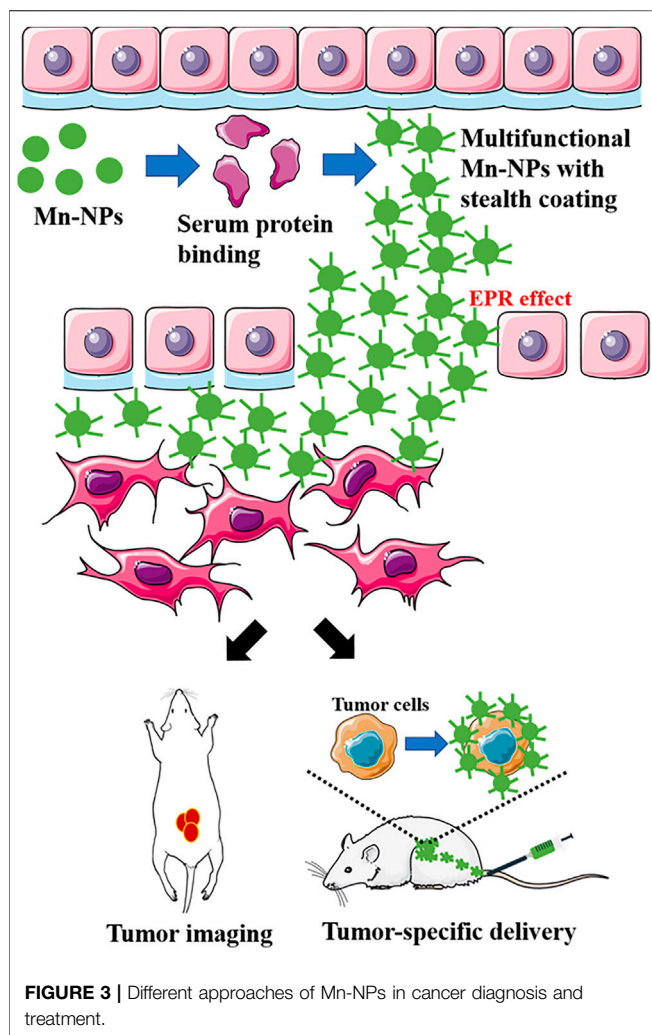 Mn-NPs
Serum protein
binding
Multifunctional
Mn-NPs with
stealth coating
EPR effect
Tumor cells
Tumor imaging
Tumor-specific delivery
FIGURE 3 | Different approaches of Mn-NPs in cancer diagnosis and
treatment.